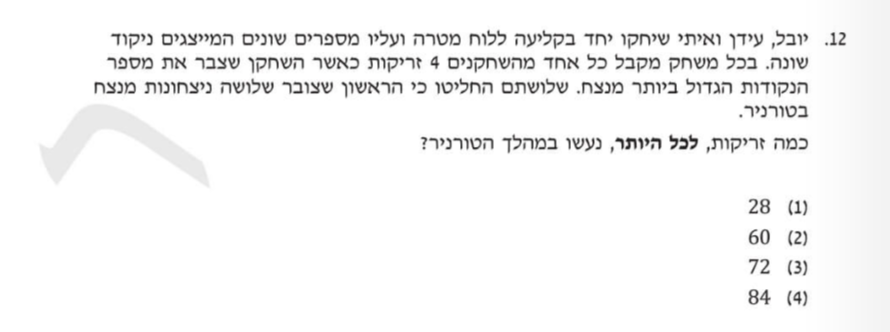 12. יובל, עידן ואיתי שיחקו יחד בקליעה ללוח מטרה ועליו מספרים שונים המייצגים ניקוד
שונה. בכל משחק מקבל כל אחד מהשחקנים 4 זריקות כאשר השחקן שצבר את מספר
הנקודות הגדול ביותר מנצח. שלושתם החליטו כי הראשון שצובר שלושה ניצחונות מנצח
בטורניר.
כמה זריקות, לכל היותר, נעשו במהלך הטורניר?
(1) 28
(2) 60
(3) 72
(4) 84